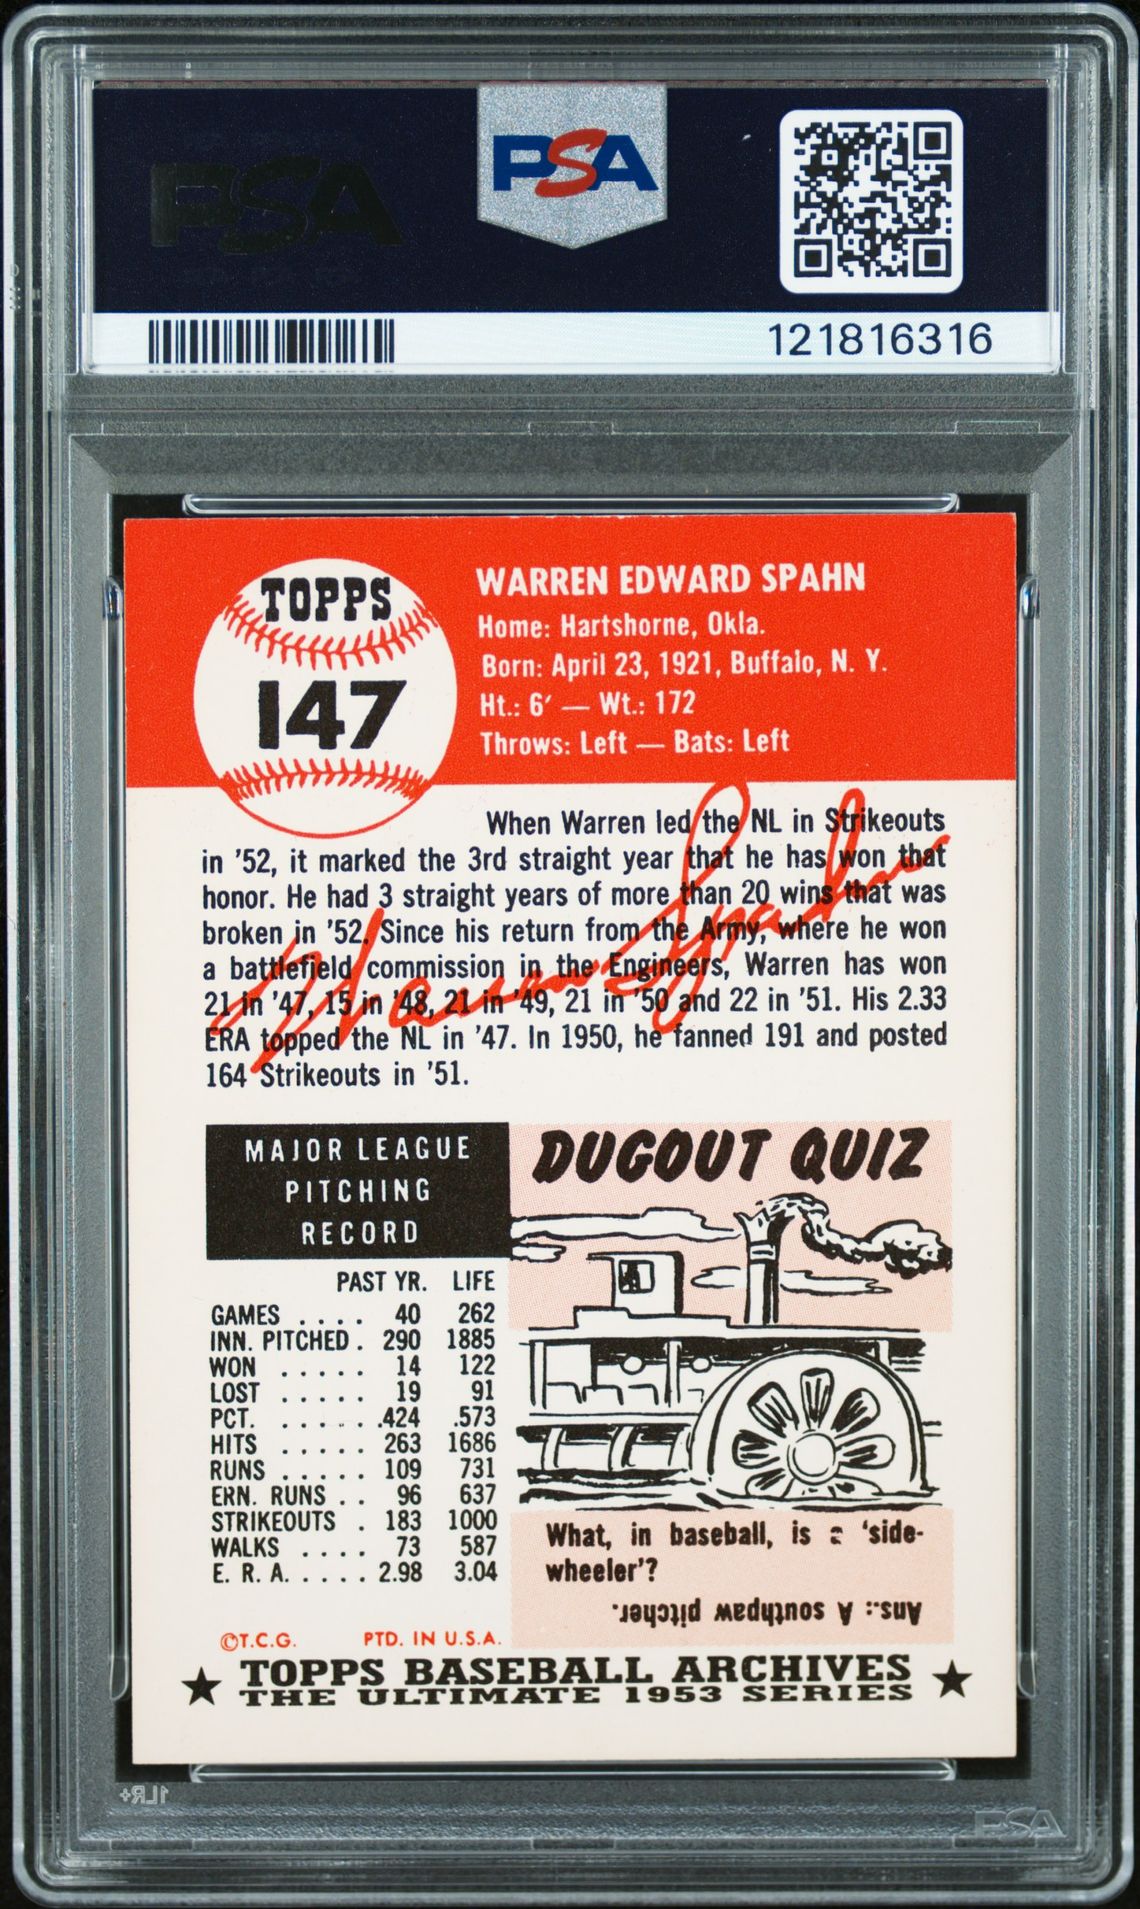 PSA
PSA
121816316
TOPPS
147
WARREN EDWARD SPAHN
Home: Hartshorne, Okla.
Born: April 23, 1921, Buffalo, N. Y.
Ht.: 6' — Wt.: 172
Throws: Left — Bats: Left
When Warren led the NL in Strikeouts
in '52, it marked the 3rd straight year that he has won that
honor. He had 3 straight years of more than 20 wins that was
broken in '52. Since his return from the Army, where he won
a battlefield commission in the Engineers, Warren has won
21 in '47, 15 in '48, 21 in '49, 21 in '50 and 22 in '51. His 2.33
ERA topped the NL in '47. In 1950, he fanned 191 and posted
164 Strikeouts in '51.
Warren Spahn
MAJOR LEAGUE
PITCHING
RECORD
PAST YR. LIFE
GAMES .... 40 262
INN. PITCHED . 290 1885
WON ..... 14 122
LOST ..... 19 91
PCT. ..... .424 .573
HITS ..... 263 1686
RUNS ..... 109 731
ERN. RUNS .. 96 637
STRIKEOUTS . 183 1000
WALKS .... 73 587
E. R. A. .... 2.98 3.04
DUGOUT QUIZ
What, in baseball, is a 'side-
wheeler'?
Ans.: A southpaw pitcher.
©T.C.G. PTD. IN U.S.A.
★ TOPPS BASEBALL ARCHIVES ★
THE ULTIMATE 1953 SERIES
1LR+
PSA